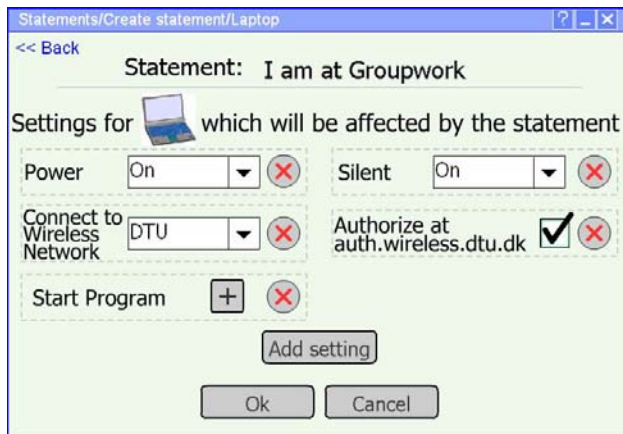 Statements/Create statement/Laptop
<< Back
Statement: I am at Groupwork
Settings for which will be affected by the statement
Power On
Silent On
Connect to Wireless Network DTU
Authorize at auth.wireless.dtu.dk
Start Program +
Add setting
Ok Cancel